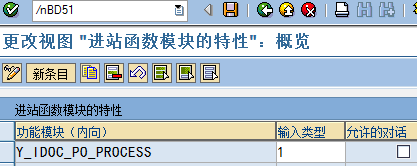 /nBD51
更改视图 "进站函数模块的特性": 概览
新条目
进站函数模块的特性
功能模块（内向） 输入类型 允许的对话
Y_IDOC_PO_PROCESS 1